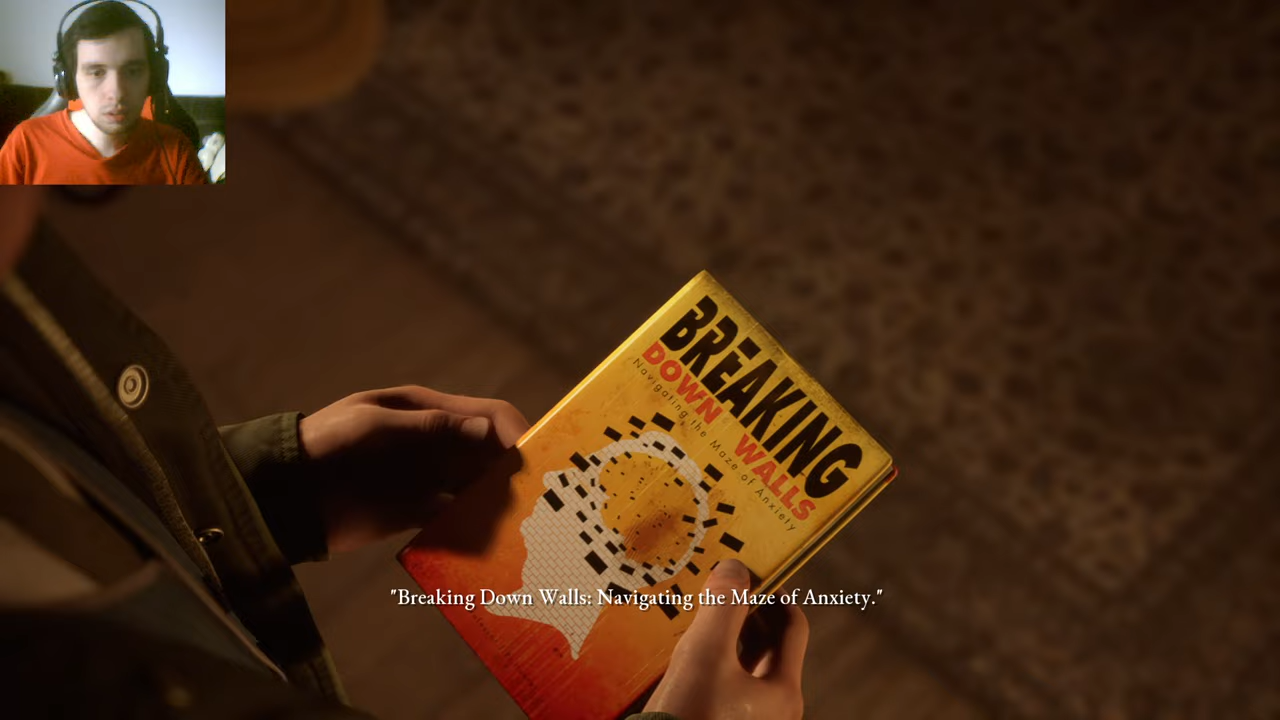 BREAKING
DOWN WALLS
Navigating the Maze of Anxiety
"Breaking Down Walls: Navigating the Maze of Anxiety."